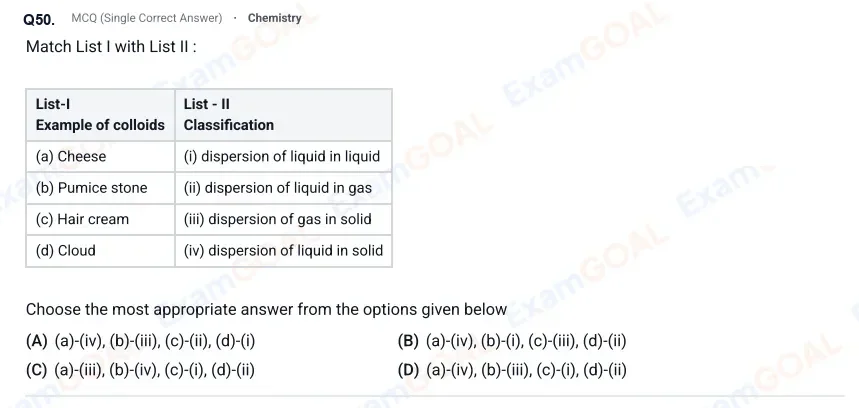 Q50. MCQ (Single Correct Answer) · Chemistry
Match List I with List II :
List-I List - II
Example of colloids Classification
(a) Cheese (i) dispersion of liquid in liquid
(b) Pumice stone (ii) dispersion of liquid in gas
(c) Hair cream (iii) dispersion of gas in solid
(d) Cloud (iv) dispersion of liquid in solid
Choose the most appropriate answer from the options given below
(A) (a)-(iv), (b)-(iii), (c)-(ii), (d)-(i) (B) (a)-(iv), (b)-(i), (c)-(iii), (d)-(ii)
(C) (a)-(iii), (b)-(iv), (c)-(i), (d)-(ii) (D) (a)-(iv), (b)-(iii), (c)-(i), (d)-(ii)
ExamGOAL